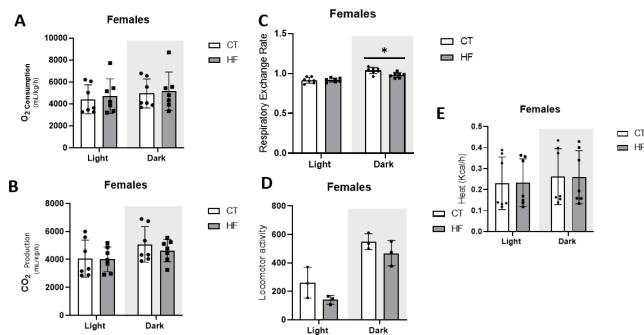 A
Females
10000
8000
6000
4000
2000
0
O2 Consumption
(mL/kg/h)
Light
Dark
CT
HF
B
Females
8000
6000
4000
2000
0
CO2 Production
(mL/kg/h)
Light
Dark
CT
HF
C
Females
1.5
1.0
0.5
0.0
Respiratory Exchange Rate
*
Light
Dark
CT
HF
D
Females
800
600
400
200
0
Locomotor activity
Light
Dark
CT
HF
E
Females
0.5
0.4
0.3
0.2
0.1
0.0
Heat (Kcal/h)
Light
Dark
CT
HF